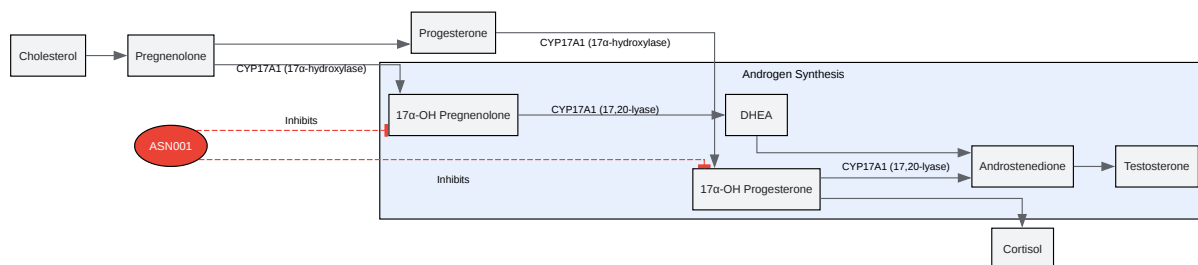 Progesterone
CYP17A1 (17α-hydroxylase)
Cholesterol
Pregnenolone
CYP17A1 (17α-hydroxylase)
Androgen Synthesis
17α-OH Pregnenolone
CYP17A1 (17,20-lyase)
DHEA
Inhibits
ASN001
Inhibits
CYP17A1 (17,20-lyase)
Androstenedione
Testosterone
17α-OH Progesterone
Cortisol